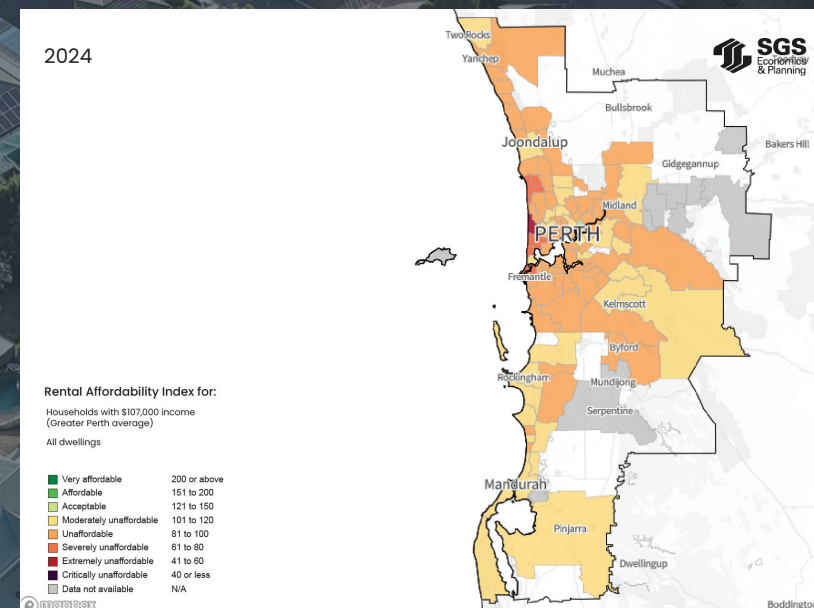 2024
SGS
Economics
& Planning
Two Rocks
Yanchep
Muchea
Bullsbrook
Joondalup
Bakers Hill
Gidgegannup
Midland
PERTH
Fremantle
Kelmscott
Byford
Rockingham
Mundijong
Serpentine
Mandurah
Pinjarra
Dwellingup
Boddington
Rental Affordability Index for:
Households with $107,000 income
(Greater Perth average)
All dwellings
Very affordable 200 or above
Affordable 151 to 200
Acceptable 121 to 150
Moderately unaffordable 101 to 120
Unaffordable 81 to 100
Severely unaffordable 61 to 80
Extremely unaffordable 41 to 60
Critically unaffordable 40 or less
Data not available N/A
mapbox